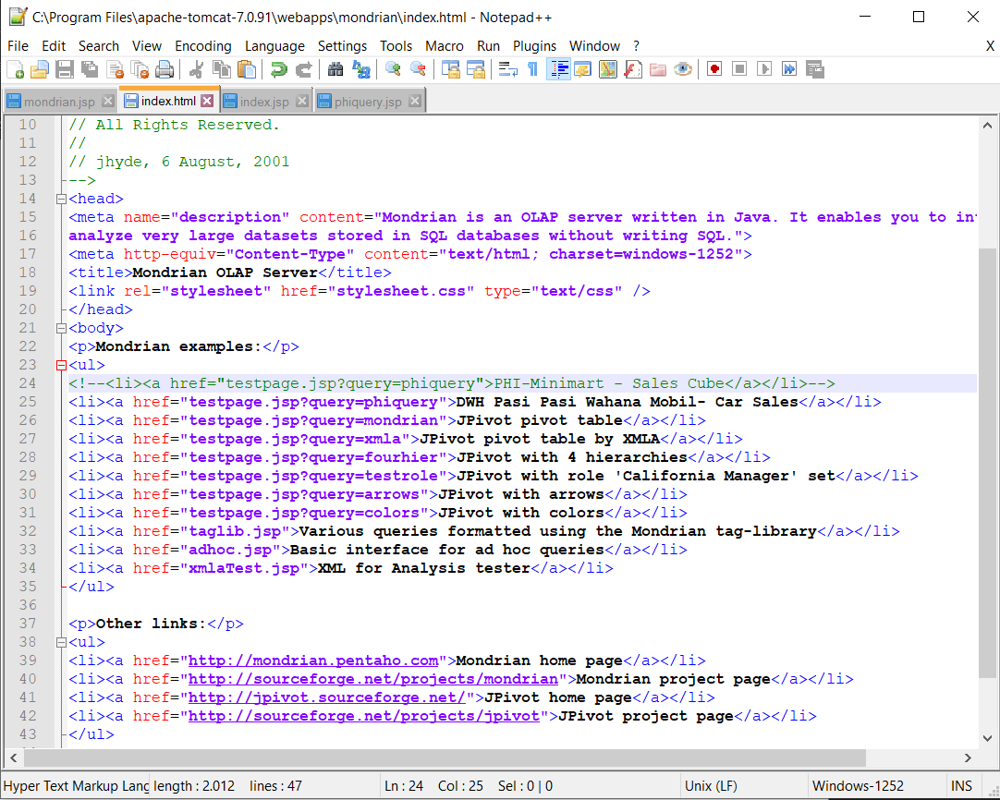 C:\Program Files\apache-tomcat-7.0.91\webapps\mondrian\index.html - Notepad++
File Edit Search View Encoding Language Settings Tools Macro Run Plugins Window ? X
mondrian.jsp index.html index.jsp phiquery.jsp
10 // All Rights Reserved.
11 //
12 // jhyde, 6 August, 2001
13 -->
14 <head>
15 <meta name="description" content="Mondrian is an OLAP server written in Java. It enables you to in
16 analyze very large datasets stored in SQL databases without writing SQL.">
17 <meta http-equiv="Content-Type" content="text/html; charset=windows-1252">
18 <title>Mondrian OLAP Server</title>
19 <link rel="stylesheet" href="stylesheet.css" type="text/css" />
20 </head>
21 <body>
22 <p>Mondrian examples:</p>
23 <ul>
24 <!--<li><a href="testpage.jsp?query=phiquery">PHI-Minimart - Sales Cube</a></li>-->
25 <li><a href="testpage.jsp?query=phiquery">DWH Pasi Pasi Wahana Mobil- Car Sales</a></li>
26 <li><a href="testpage.jsp?query=mondrian">JPivot pivot table</a></li>
27 <li><a href="testpage.jsp?query=xmla">JPivot pivot table by XMLA</a></li>
28 <li><a href="testpage.jsp?query=fourhier">JPivot with 4 hierarchies</a></li>
29 <li><a href="testpage.jsp?query=testrole">JPivot with role 'California Manager' set</a></li>
30 <li><a href="testpage.jsp?query=arrows">JPivot with arrows</a></li>
31 <li><a href="testpage.jsp?query=colors">JPivot with colors</a></li>
32 <li><a href="taglib.jsp">Various queries formatted using the Mondrian tag-library</a></li>
33 <li><a href="adhoc.jsp">Basic interface for ad hoc queries</a></li>
34 <li><a href="xmlaTest.jsp">XML for Analysis tester</a></li>
35 </ul>
36
37 <p>Other links:</p>
38 <ul>
39 <li><a href="http://mondrian.pentaho.com">Mondrian home page</a></li>
40 <li><a href="http://sourceforge.net/projects/mondrian">Mondrian project page</a></li>
41 <li><a href="http://jpivot.sourceforge.net/">JPivot home page</a></li>
42 <li><a href="http://sourceforge.net/projects/jpivot">JPivot project page</a></li>
43 </ul>
Hyper Text Markup Lang length : 2.012 lines : 47 Ln : 24 Col : 25 Sel : 0 | 0 Unix (LF) Windows-1252 INS